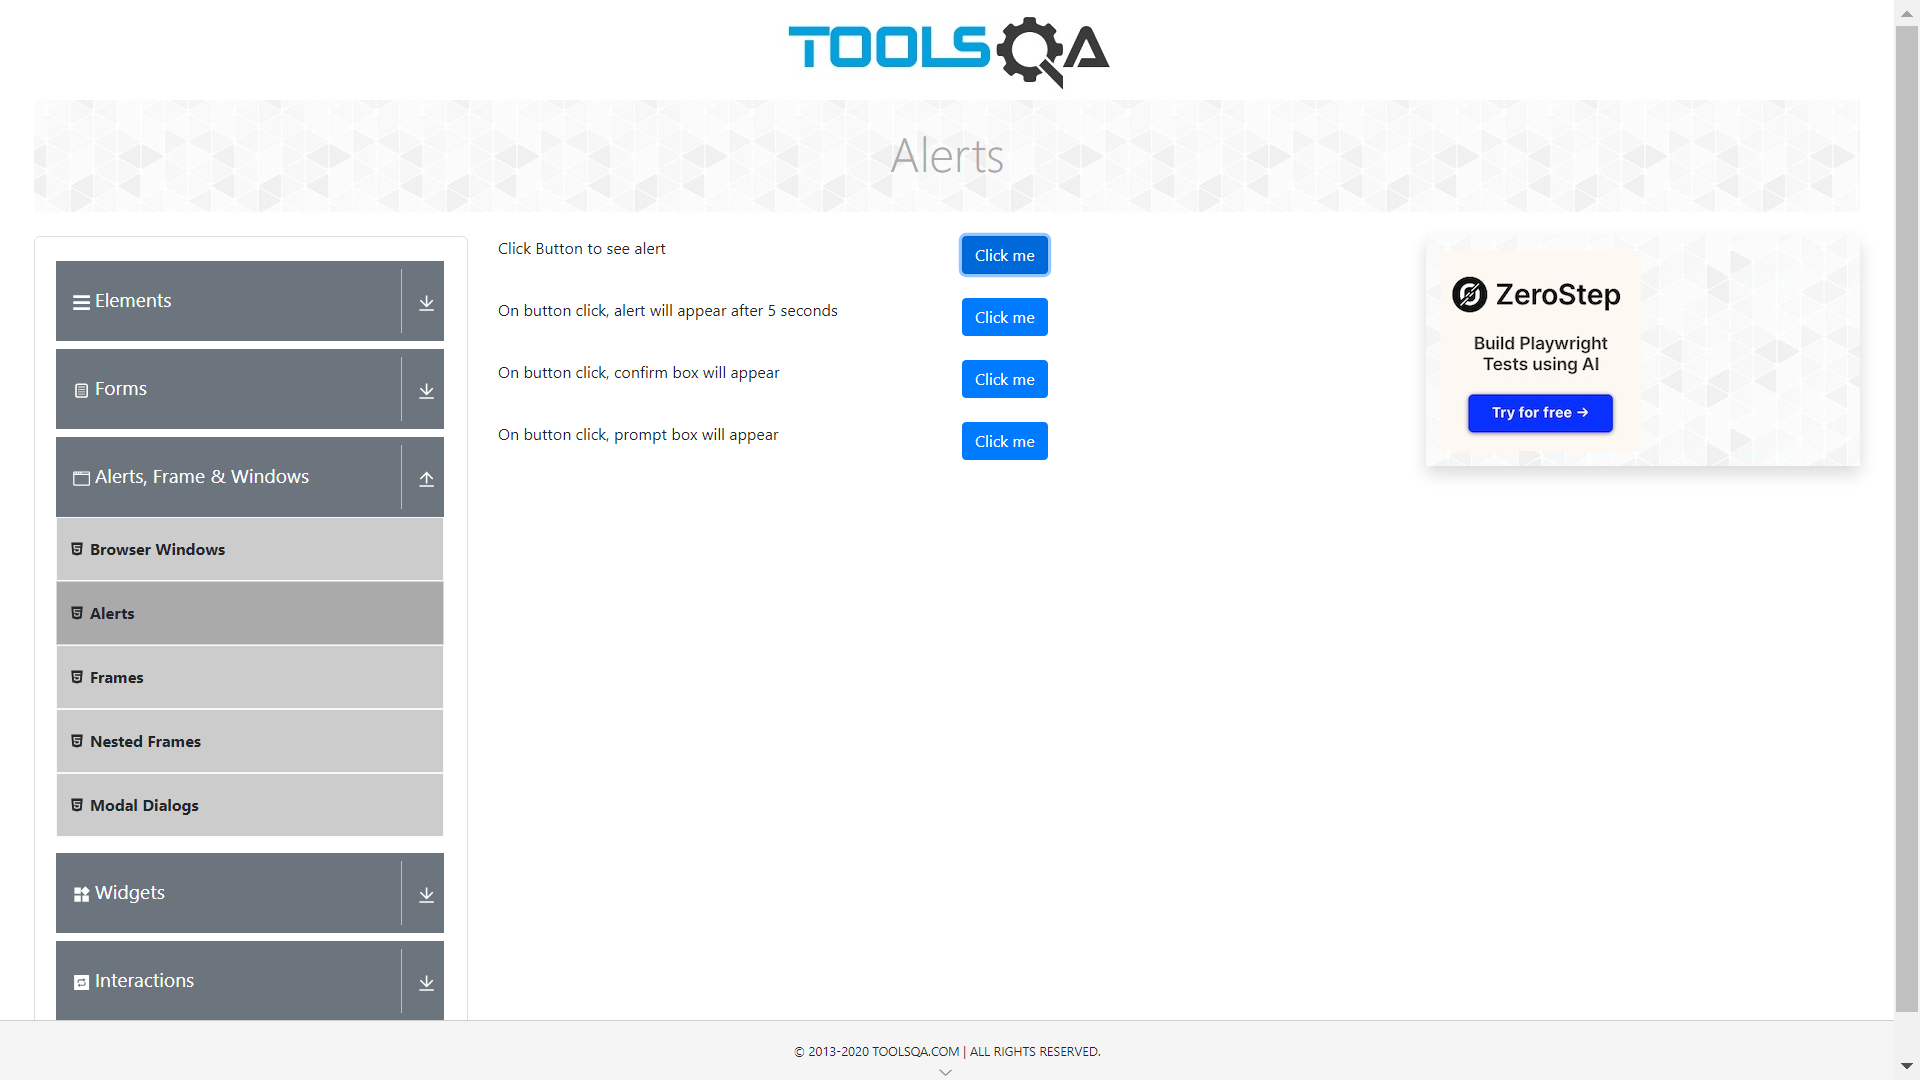 TOOLSQA
Alerts
Elements
Forms
Alerts, Frame & Windows
Browser Windows
Alerts
Frames
Nested Frames
Modal Dialogs
Widgets
Interactions
Click Button to see alert
Click me
On button click, alert will appear after 5 seconds
Click me
On button click, confirm box will appear
Click me
On button click, prompt box will appear
Click me
ZeroStep
Build Playwright
Tests using AI
Try for free →
© 2013-2020 TOOLSQA.COM | ALL RIGHTS RESERVED.